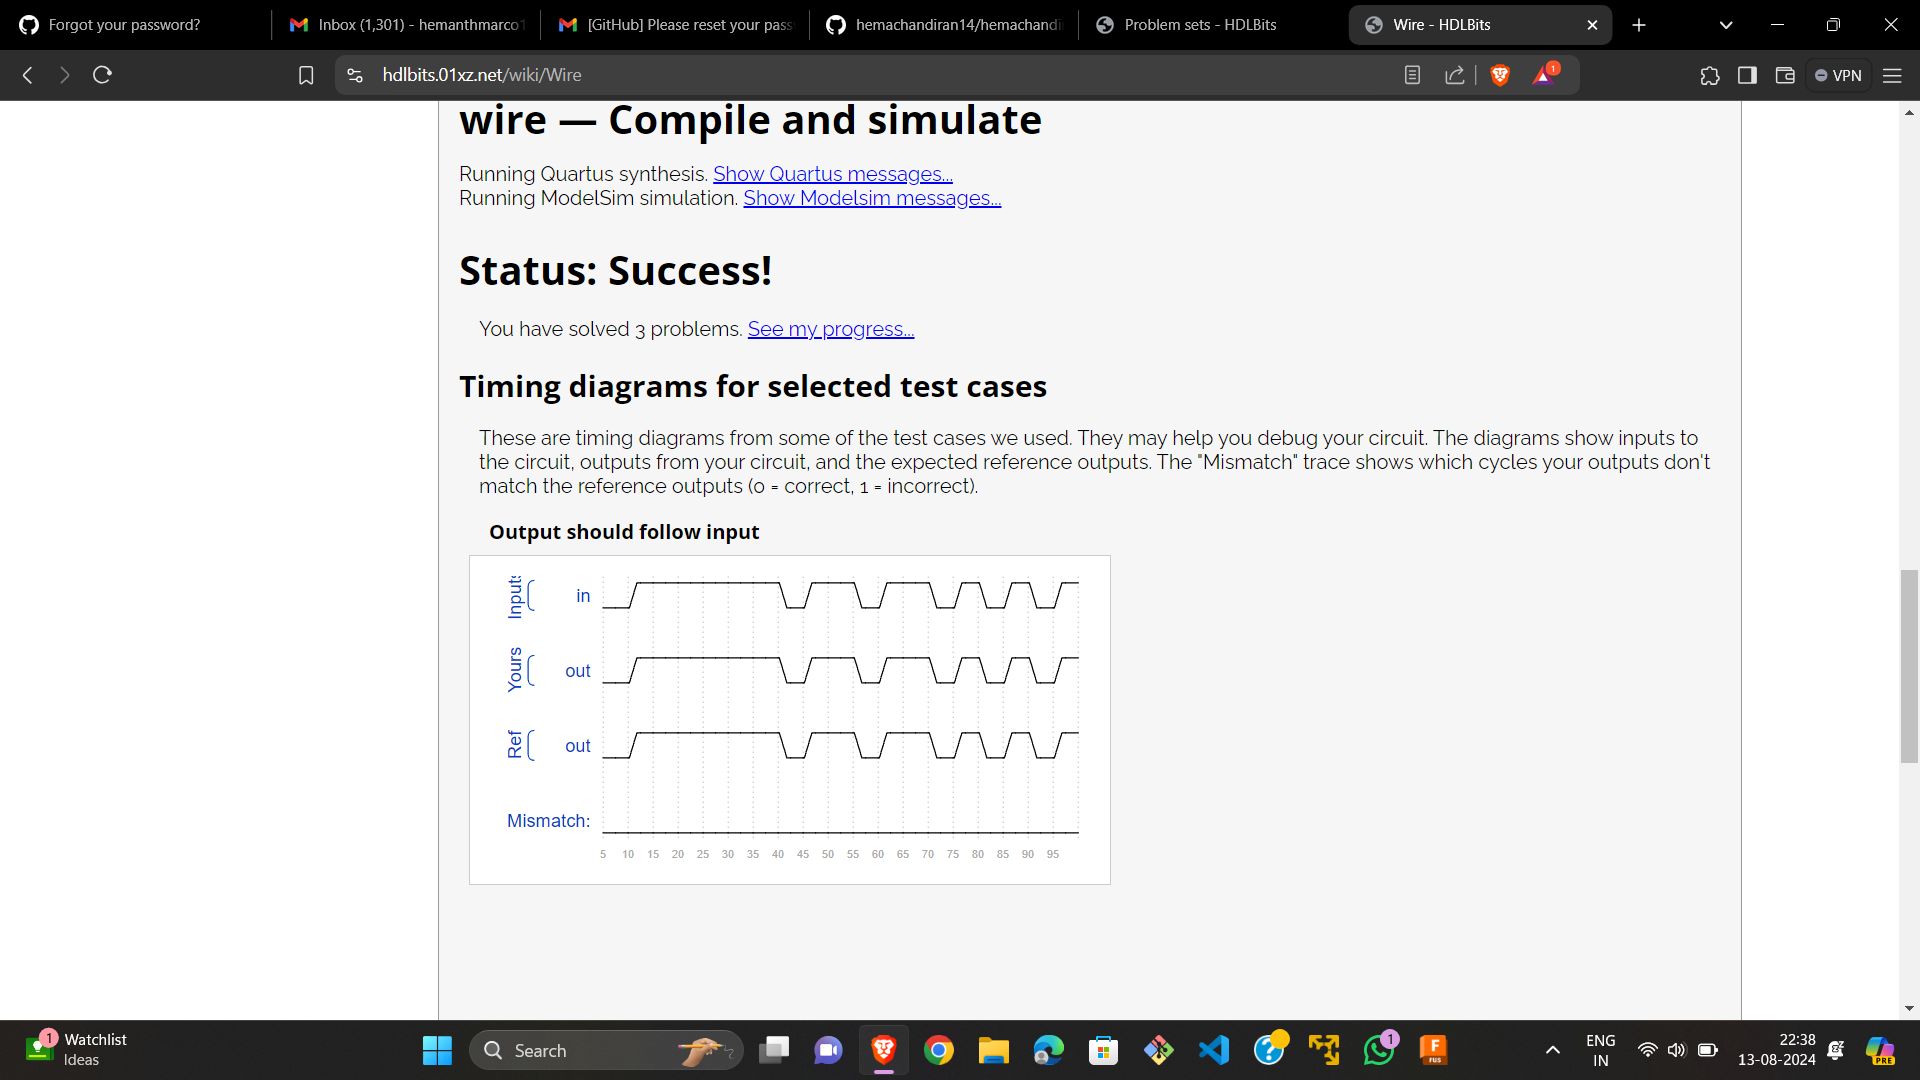 Forgot your password?
Inbox (1,301) - hemanthmarco1
[GitHub] Please reset your pass
hemachandiran14/hemachandi
Problem sets - HDLBits
Wire - HDLBits
hdlbits.01xz.net/wiki/Wire
1
VPN
wire — Compile and simulate
Running Quartus synthesis. Show Quartus messages...
Running ModelSim simulation. Show Modelsim messages...
Status: Success!
You have solved 3 problems. See my progress...
Timing diagrams for selected test cases
These are timing diagrams from some of the test cases we used. They may help you debug your circuit. The diagrams show inputs to
the circuit, outputs from your circuit, and the expected reference outputs. The "Mismatch" trace shows which cycles your outputs don't
match the reference outputs (0 = correct, 1 = incorrect).
Output should follow input
Inputs in
Yours out
Ref out
Mismatch:
5 10 15 20 25 30 35 40 45 50 55 60 65 70 75 80 85 90 95
1
Watchlist
Ideas
Search
1
F
FUS
ENG
IN
22:38
13-08-2024
PRE